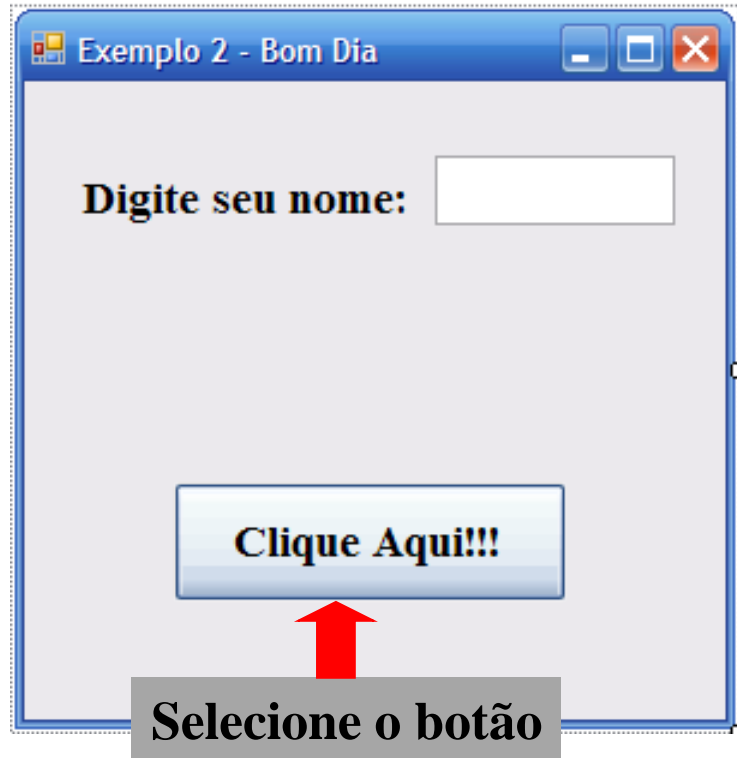 Exemplo 2 - Bom Dia
Digite seu nome:
Clique Aqui!!!
Selecione o botão